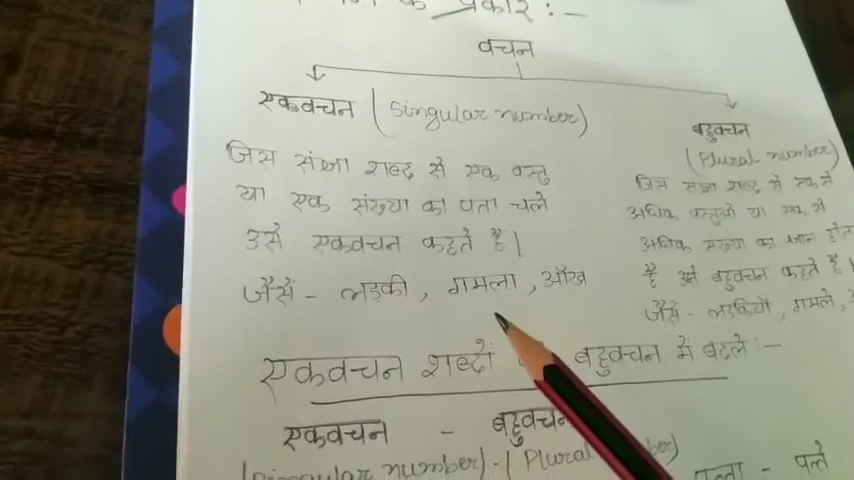 के प्रकार :-
वचन
एकवचन (Singular number)
जिस संज्ञा शब्द से एक वस्तु
या एक संख्या का पता चले
उसे एकवचन कहते है।
जैसें - लडकी, गमला, आँख
बहुवचन
(Plural number)
जिस संज्ञा शब्द से एक से
अधिक वस्तुओं या एक से
अधिक संख्या का ज्ञान होता
है उसे बहुवचन कहते है।
जैसें - लडकियाँ, गमले,
एकवचन शब्दों बहुवचन में बदले :-
एकवचन - बहुवचन
(Singular number) - (Plural
पत्ता - पत्ते